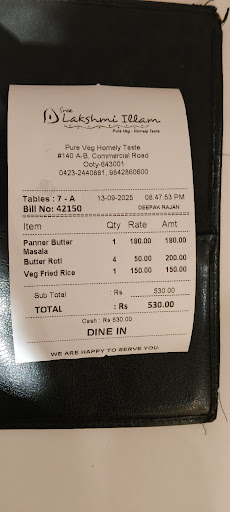 Sree
Lakshmi Illam
Pure Veg - Homely Taste
Pure Veg Homely Taste
#140 A-B, Commercial Road
Ooty-643001
0423-2440681, 9842860600
Tables : 7 - A 13-09-2025 08:47:53 PM
Bill No: 42150 DEEPAK RAJAN
Item Qty Rate Amt
Panner Butter 1 180.00 180.00
Masala
Butter Roti 4 50.00 200.00
Veg Fried Rice 1 150.00 150.00
Sub Total : Rs 530.00
TOTAL : Rs 530.00
Cash : Rs 530.00
DINE IN
WE ARE HAPPY TO SERVE YOU.